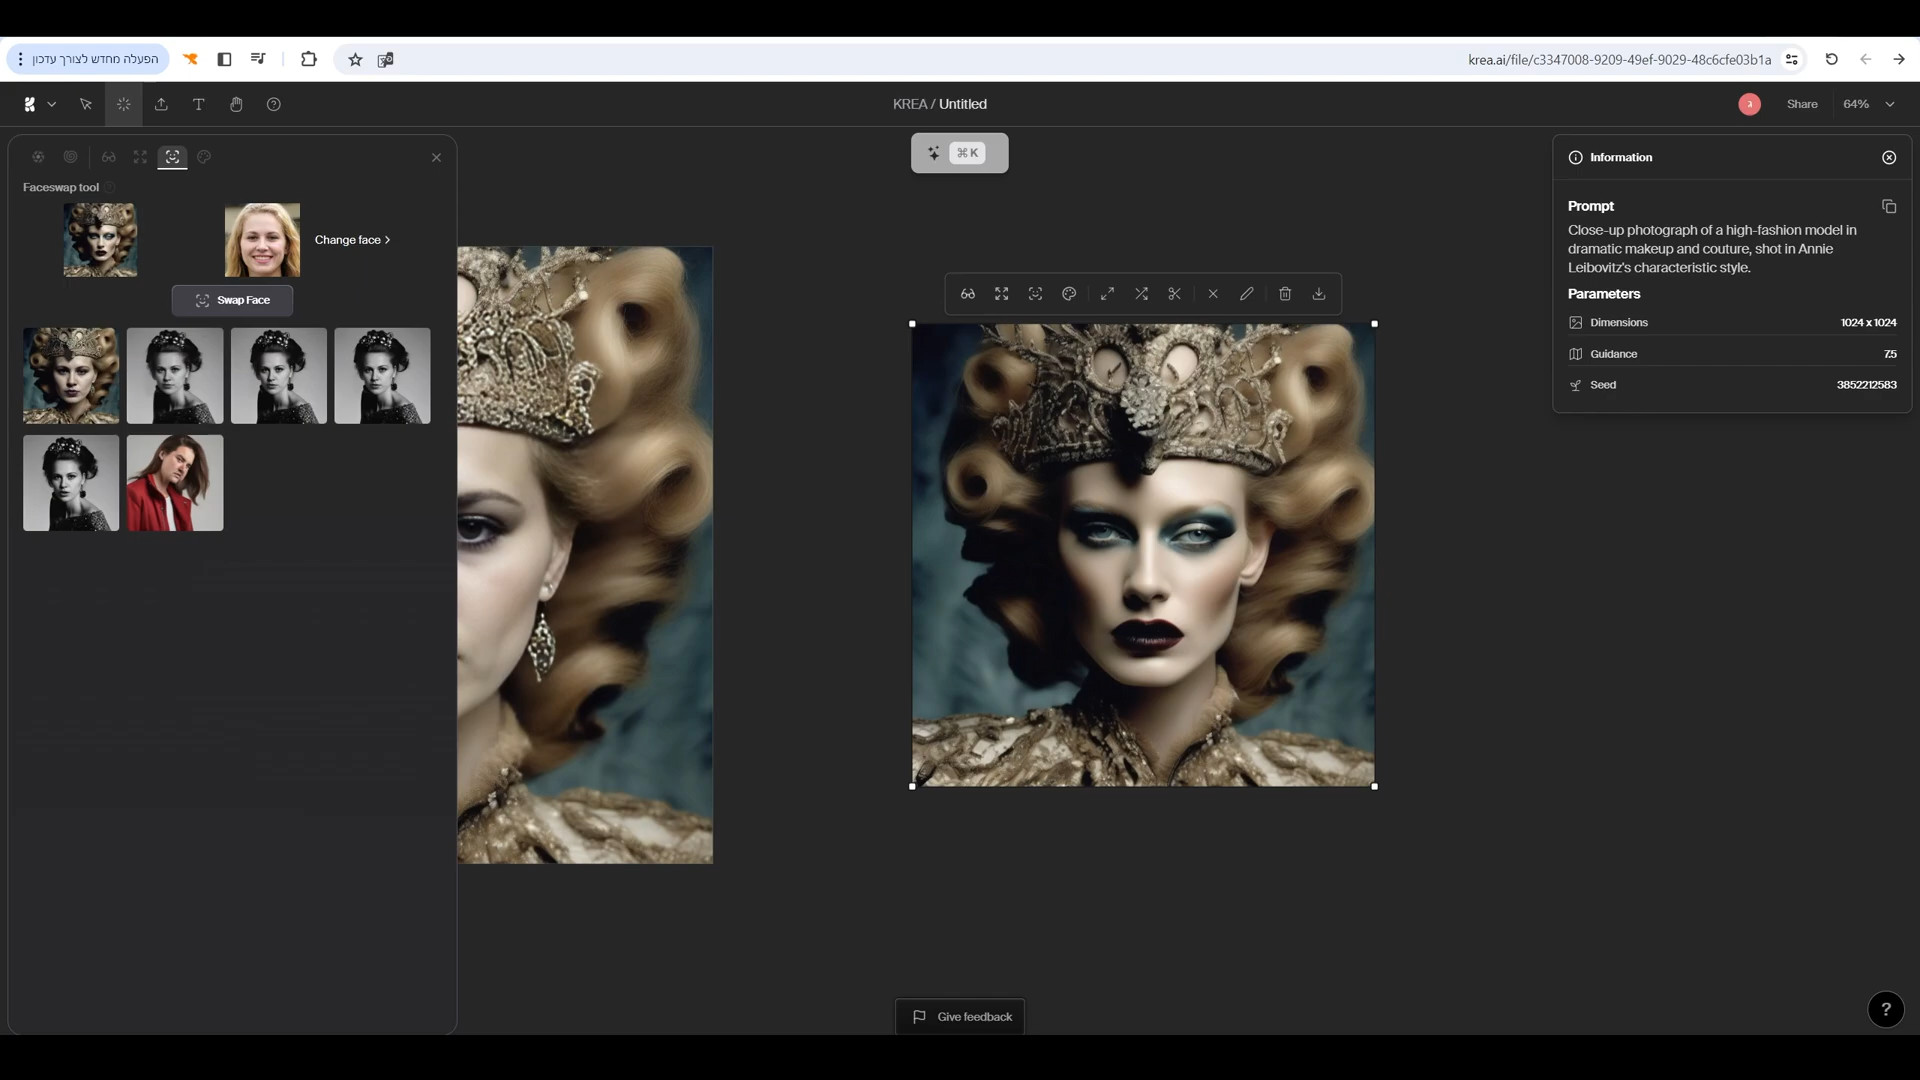 הפעלה מחדש לצורך עדכון
krea.ai/file/c3347008-9209-49ef-9029-48c6cfe03b1a
KREA / Untitled
Share
64%
⌘K
Faceswap tool
Change face
Swap Face
Information
Prompt
Close-up photograph of a high-fashion model in
dramatic makeup and couture, shot in Annie
Leibovitz's characteristic style.
Parameters
Dimensions 1024 x 1024
Guidance 7.5
Seed 3852212583
Give feedback
?